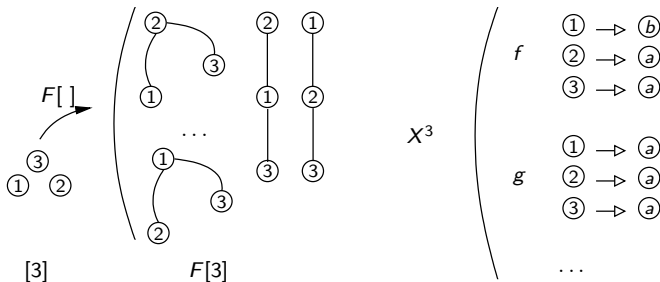 ② ② ①
③
F[ ]
① ① ②
. . .
③
① ②
① ③ ③
③
②
[3] F[3]
X³
① → b
f ② → a
③ → a
① → a
g ② → a
③ → a
. . .